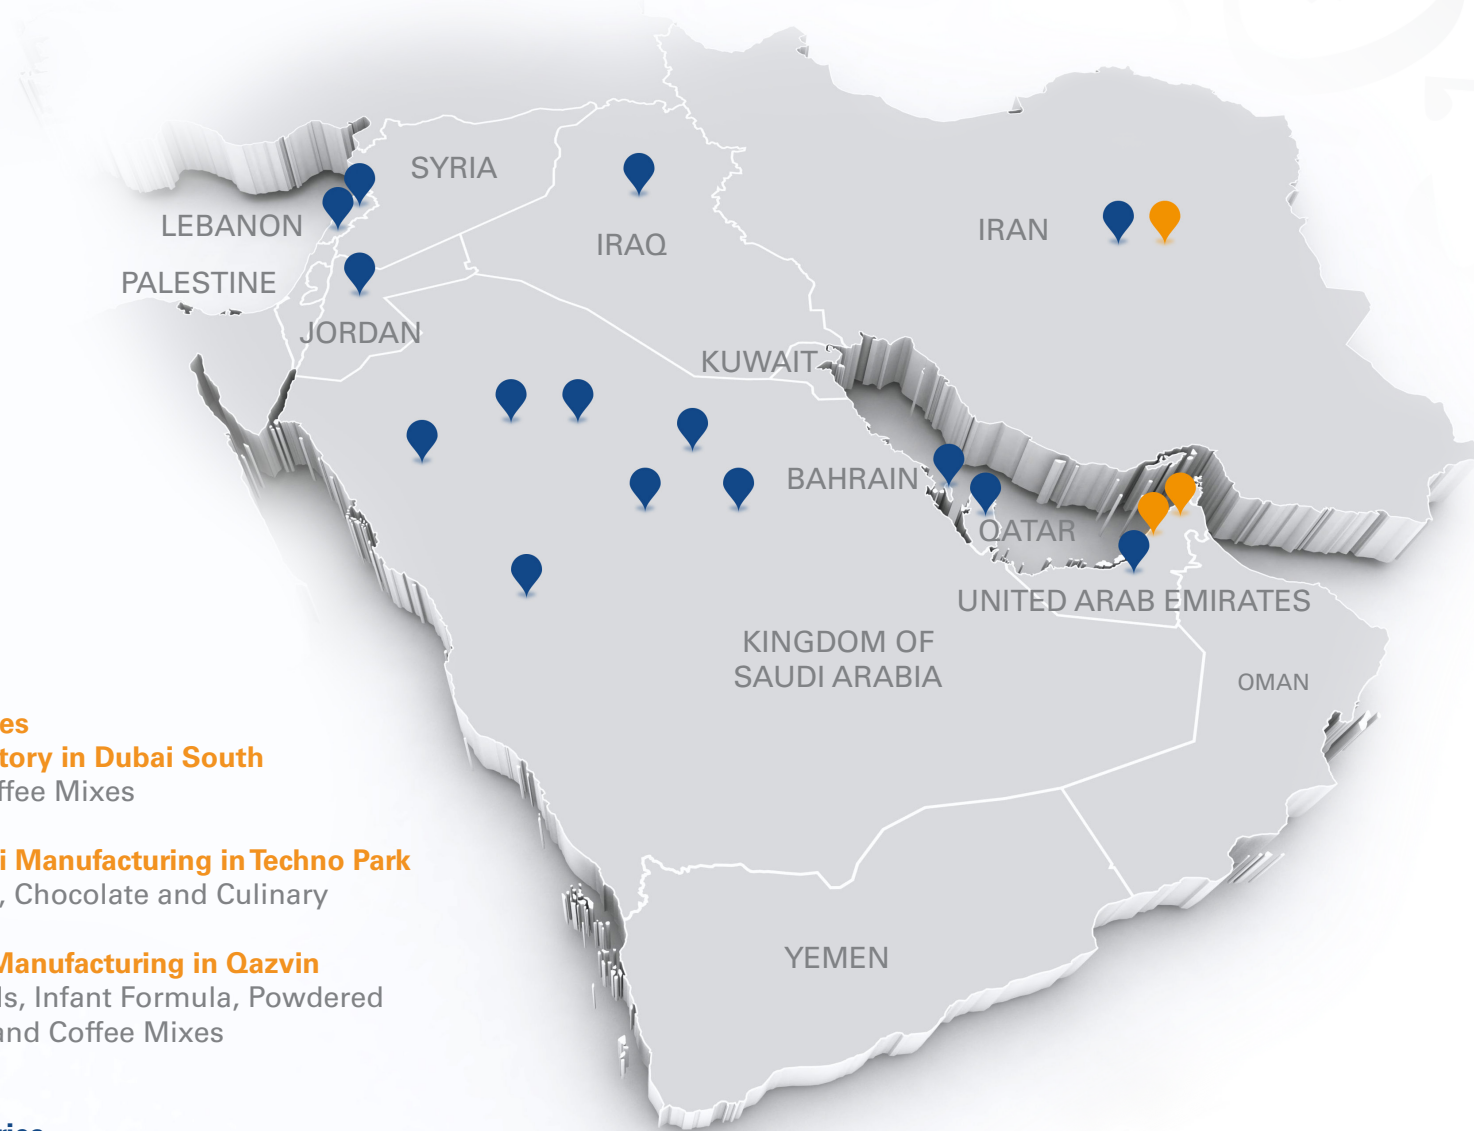 SYRIA
LEBANON
IRAQ
IRAN
PALESTINE
JORDAN
KUWAIT
BAHRAIN
QATAR
UNITED ARAB EMIRATES
KINGDOM OF
SAUDI ARABIA
OMAN
YEMEN
es
tory in Dubai South
ffee Mixes
i Manufacturing in Techno Park
, Chocolate and Culinary
Manufacturing in Qazvin
ls, Infant Formula, Powdered
and Coffee Mixes